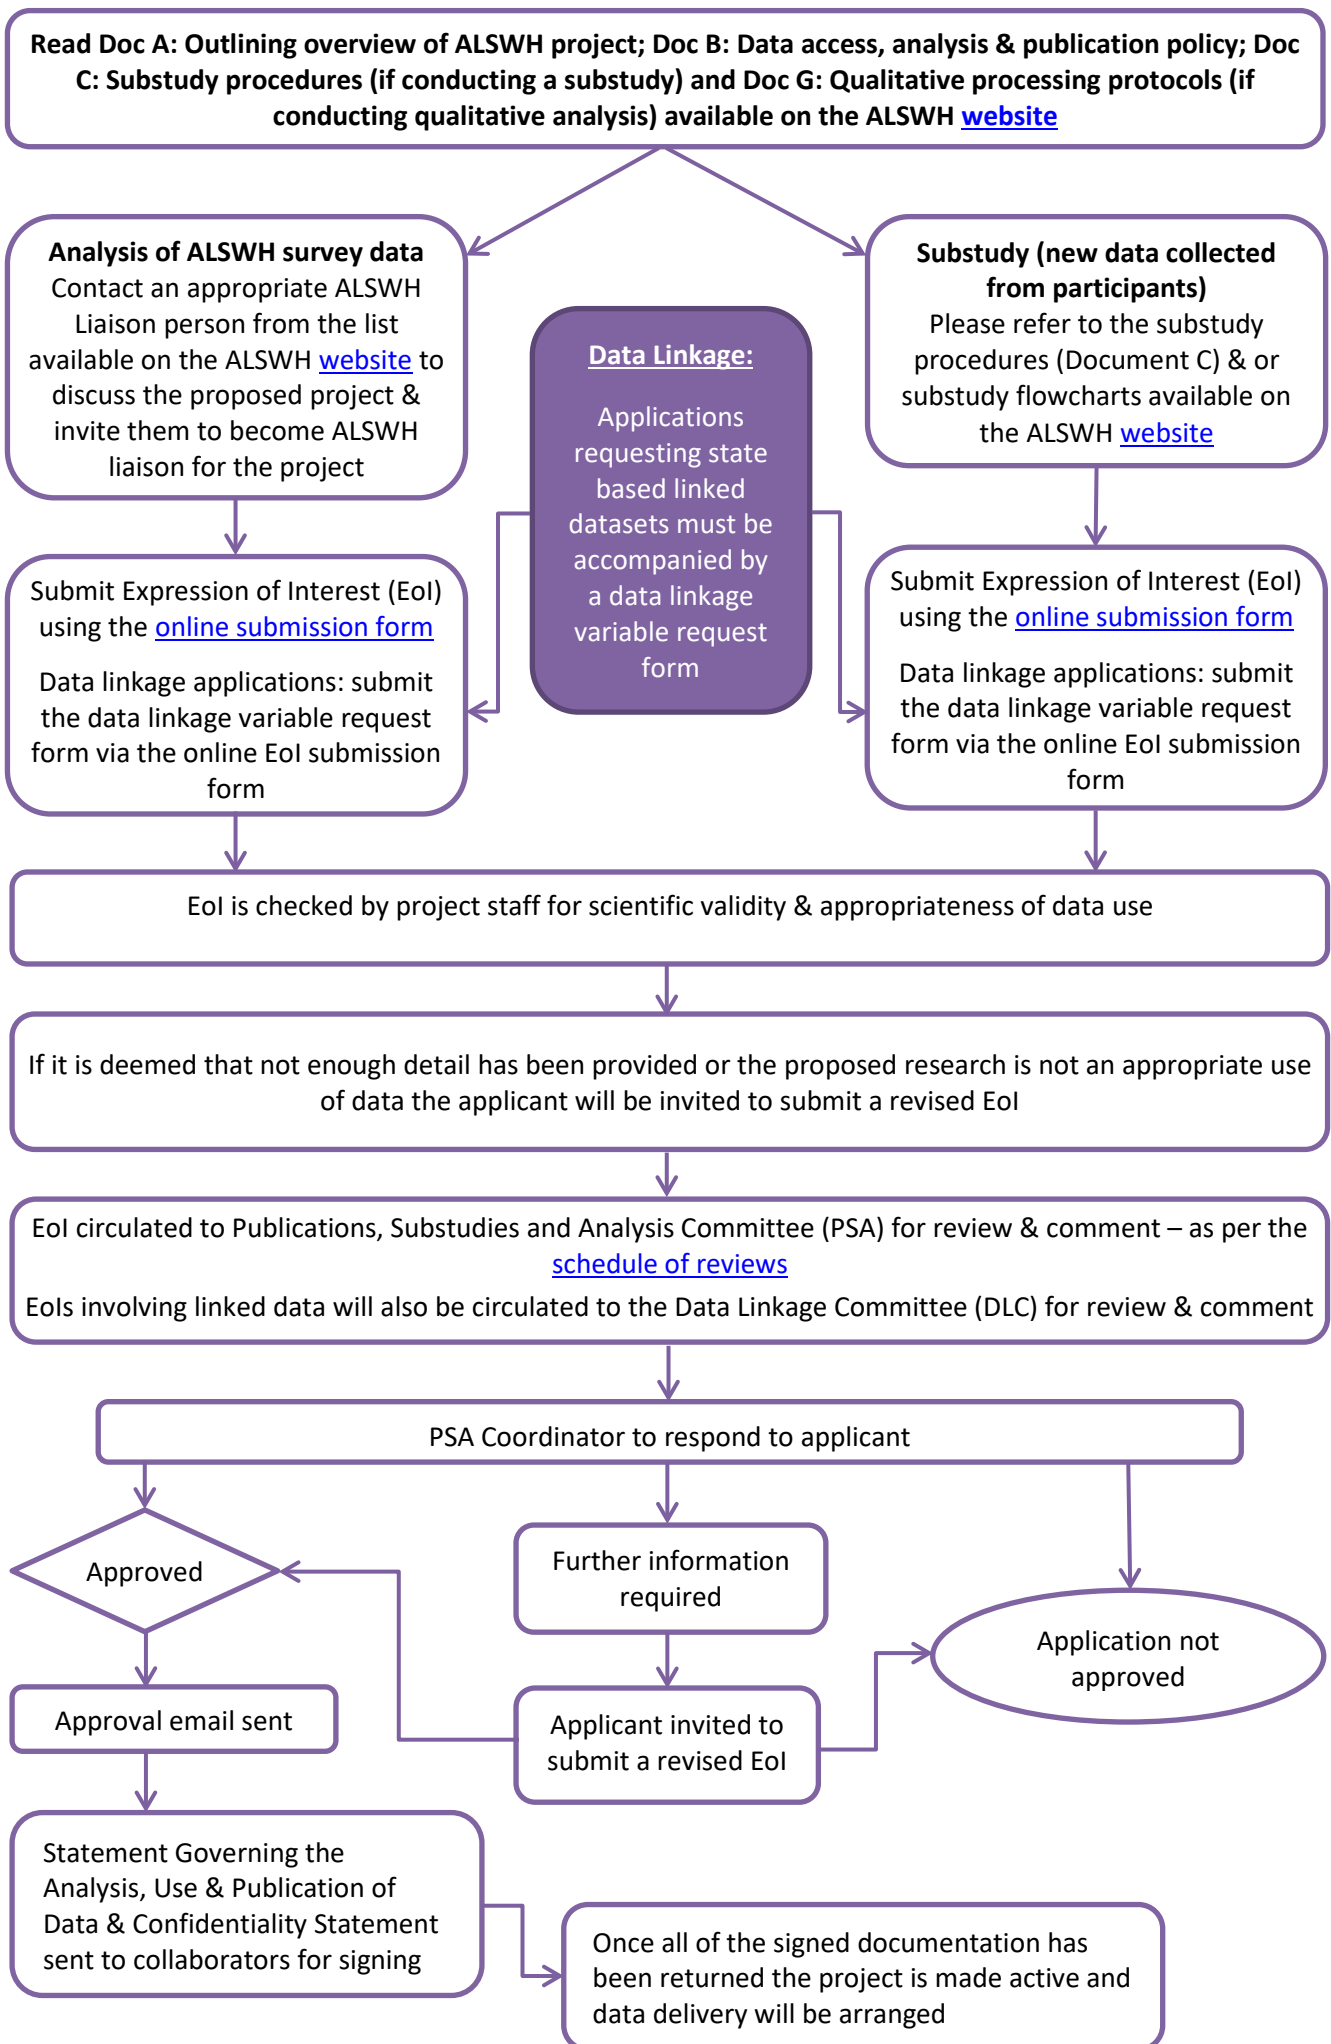 Read Doc A: Outlining overview of ALSWH project; Doc B: Data access, analysis & publication policy; Doc
C: Substudy procedures (if conducting a substudy) and Doc G: Qualitative processing protocols (if
conducting qualitative analysis) available on the ALSWH website
Analysis of ALSWH survey data
Contact an appropriate ALSWH
Liaison person from the list
available on the ALSWH website to
discuss the proposed project &
invite them to become ALSWH
liaison for the project
Data Linkage:
Applications
requesting state
based linked
datasets must be
accompanied by
a data linkage
variable request
form
Substudy (new data collected
from participants)
Please refer to the substudy
procedures (Document C) & or
substudy flowcharts available on
the ALSWH website
Submit Expression of Interest (EoI)
using the online submission form
Data linkage applications: submit
the data linkage variable request
form via the online EoI submission
form
Submit Expression of Interest (EoI)
using the online submission form
Data linkage applications: submit
the data linkage variable request
form via the online EoI submission
form
EoI is checked by project staff for scientific validity & appropriateness of data use
If it is deemed that not enough detail has been provided or the proposed research is not an appropriate use
of data the applicant will be invited to submit a revised EoI
EoI circulated to Publications, Substudies and Analysis Committee (PSA) for review & comment – as per the
schedule of reviews
EoIs involving linked data will also be circulated to the Data Linkage Committee (DLC) for review & comment
PSA Coordinator to respond to applicant
Approved
Further information
required
Application not
approved
Approval email sent
Applicant invited to
submit a revised EoI
Statement Governing the
Analysis, Use & Publication of
Data & Confidentiality Statement
sent to collaborators for signing
Once all of the signed documentation has
been returned the project is made active and
data delivery will be arranged